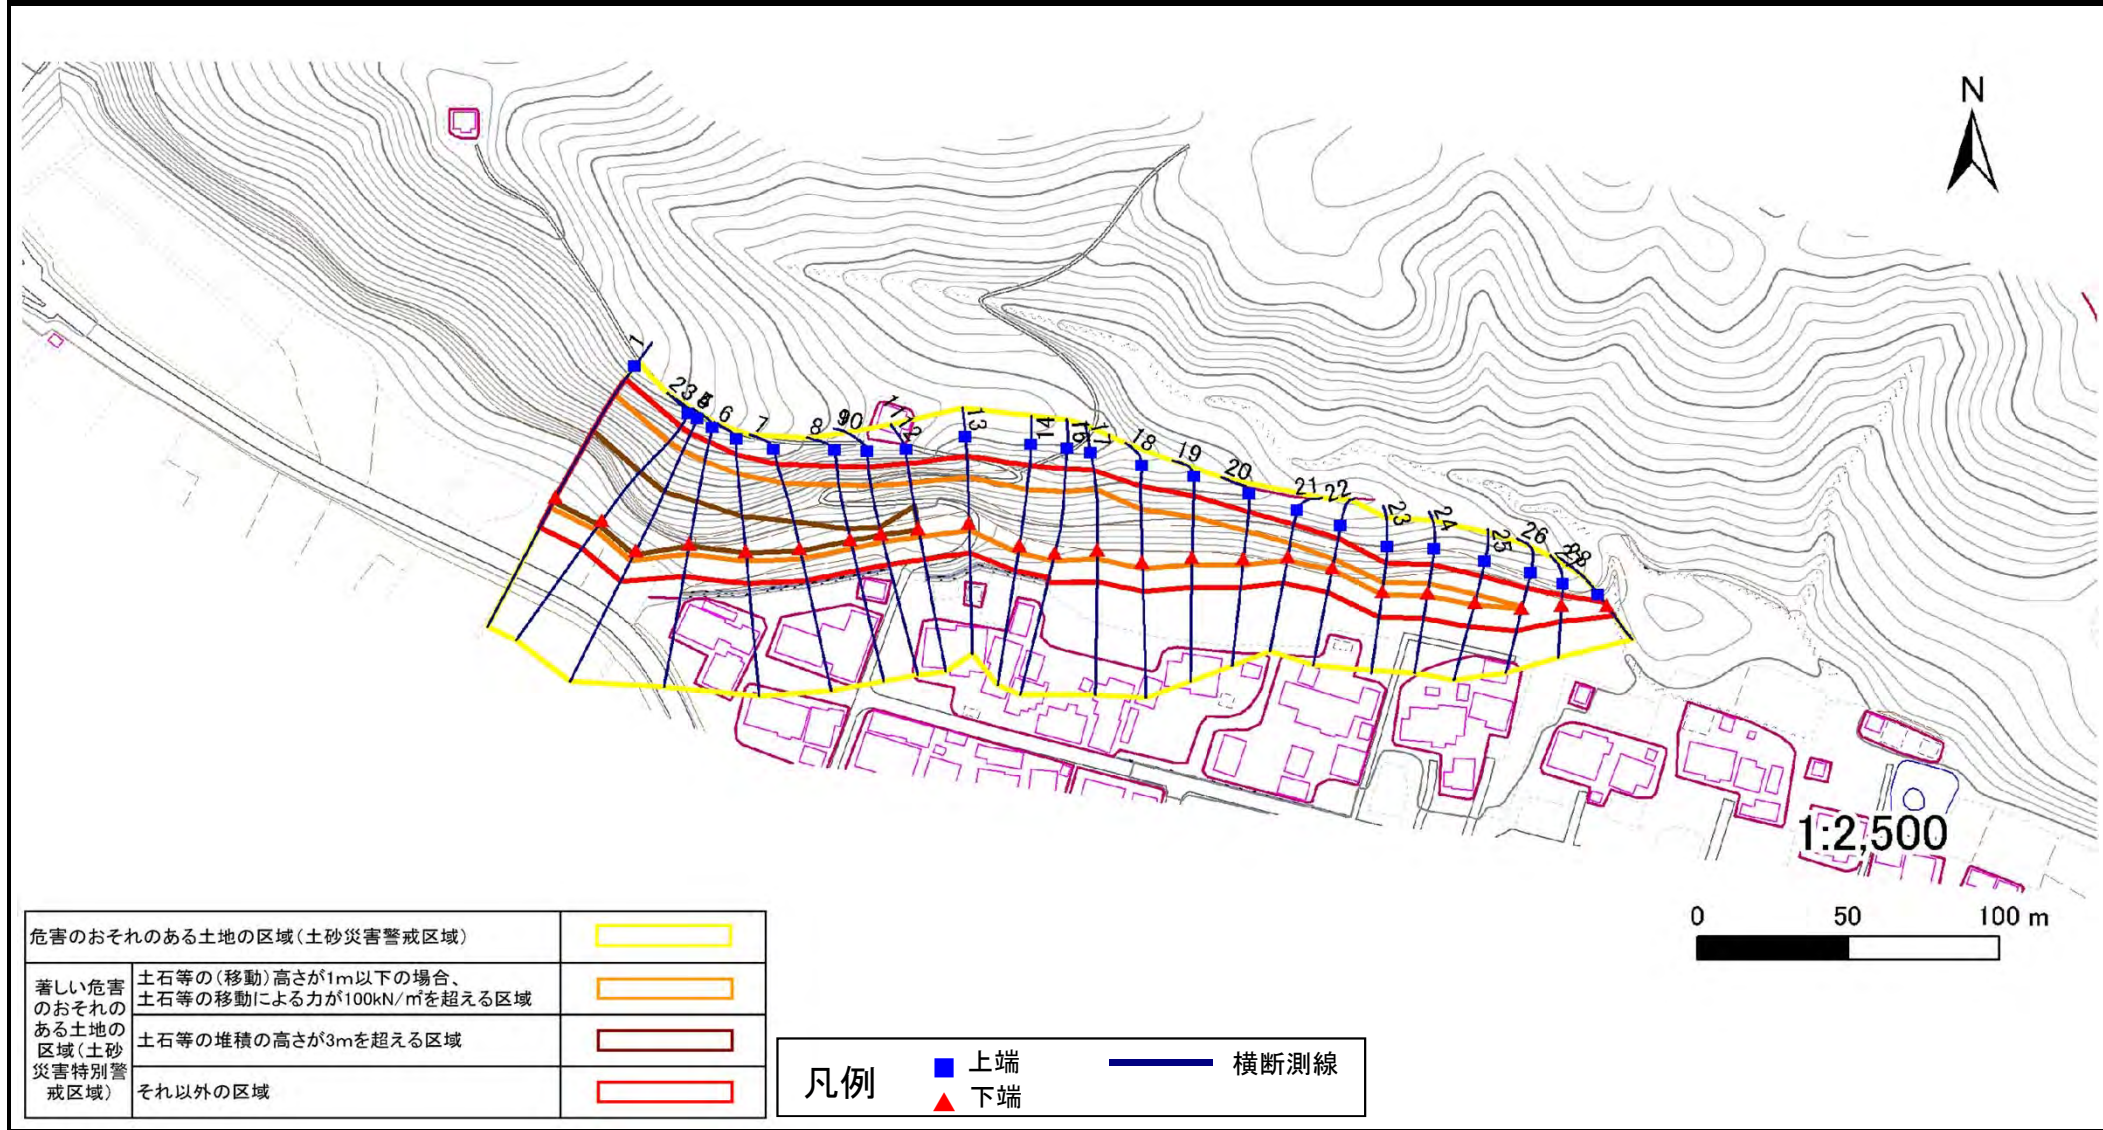 N
1
2
3
4
5
6
7
8
9
10
11
12
13
14
16
17
18
19
20
21
22
23
24
25
26
27
28
1:2,500
0 50 100 m
危害のおそれのある土地の区域(土砂災害警戒区域)
著しい危害
のおそれの
ある土地の
区域(土砂
災害特別警
戒区域)
土石等の(移動)高さが1m以下の場合、
土石等の移動による力が100kN/㎡を超える区域
土石等の堆積の高さが3mを超える区域
それ以外の区域
凡例
上端
下端
横断測線